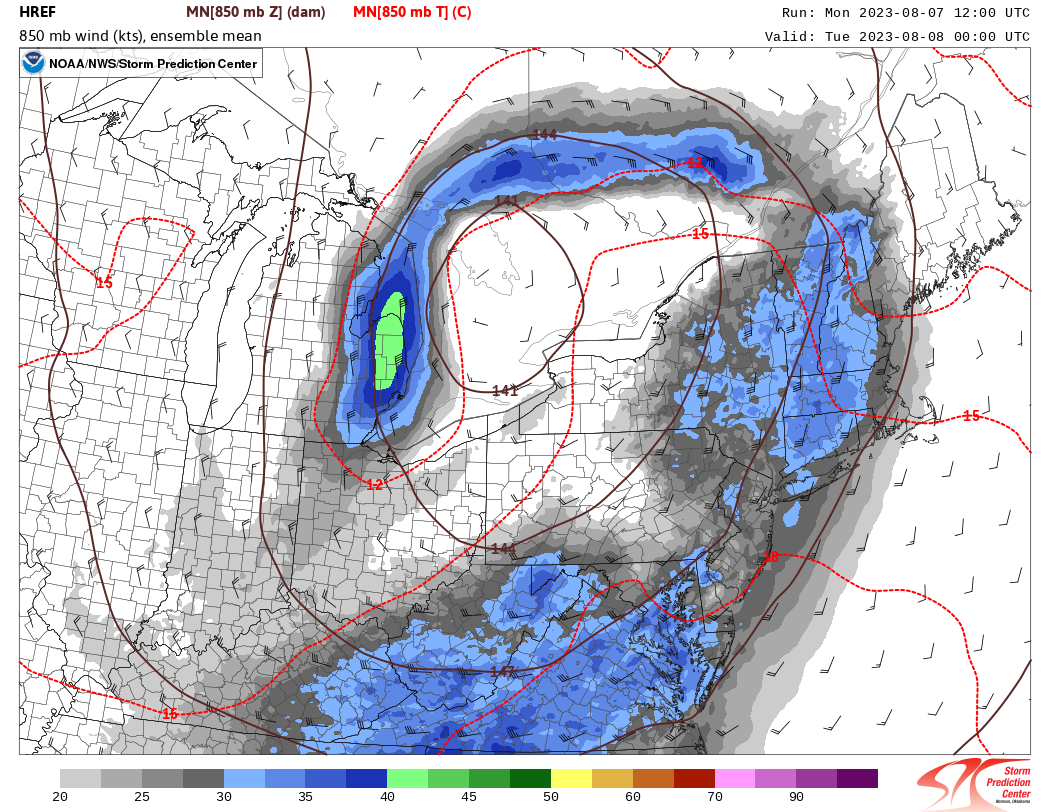 HREF MN[850 mb Z] (dam) MN[850 mb T] (C) Run: Mon 2023-08-07 12:00 UTC
850 mb wind (kts), ensemble mean Valid: Tue 2023-08-08 00:00 UTC
NOAA/NWS/Storm Prediction Center
144
12
141
15
15
141
15
12
144
18
147
15
20 25 30 35 40 45 50 60 70 90
Storm
Prediction
Center
Norman, Oklahoma